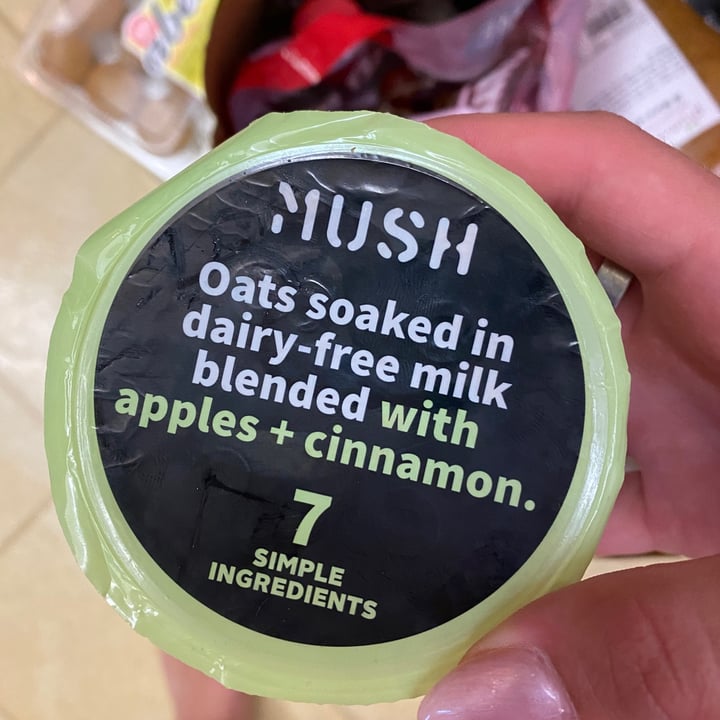 MUSH
Oats soaked in
dairy-free milk
blended with
apples + cinnamon.
7
SIMPLE
INGREDIENTS